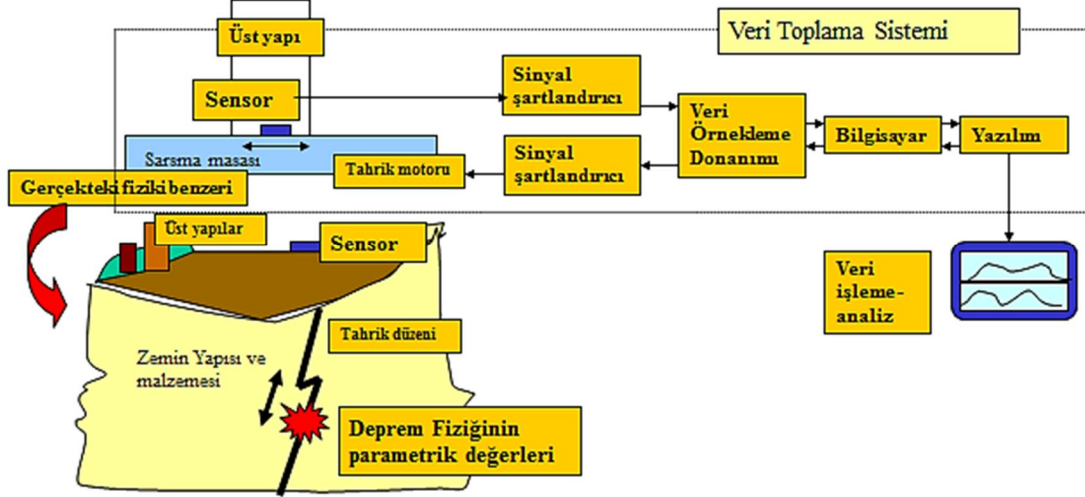 Üst yapı
Veri Toplama Sistemi
Sensor
Sinyal
şartlandırıcı
Veri
Örnekleme
Donanımı
Bilgisayar
Yazılım
Sarsma masası
Tahrik motoru
Sinyal
şartlandırıcı
Gerçekteki fiziki benzeri
Üst yapılar
Sensor
Veri
işleme-
analiz
Tahrik düzeni
Zemin Yapısı ve
malzemesi
Deprem Fiziğinin
parametrik değerleri